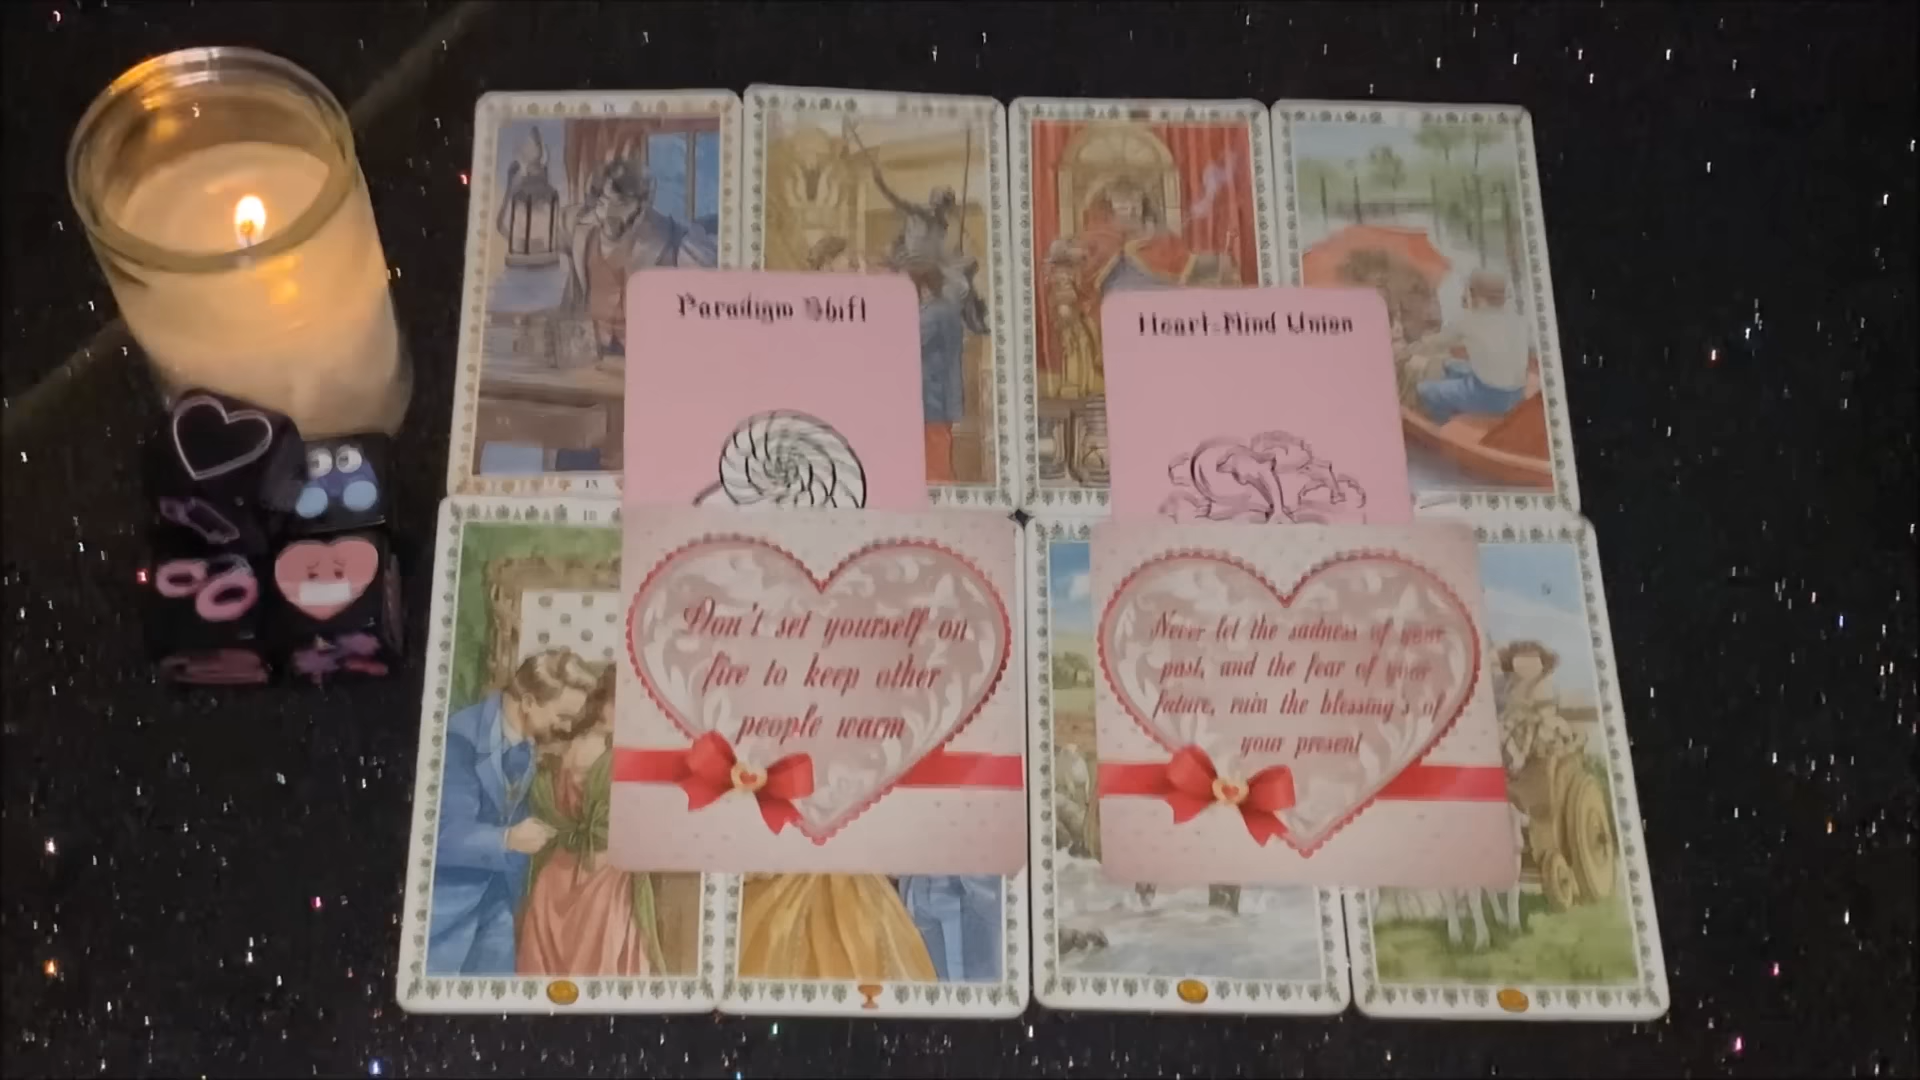 Paradigm Shift
Heart-Mind Union
10
Don't set yourself on
fire to keep other
people warm
Never let the sadness of your
past, and the fear of your
future, ruin the blessing's of
your present